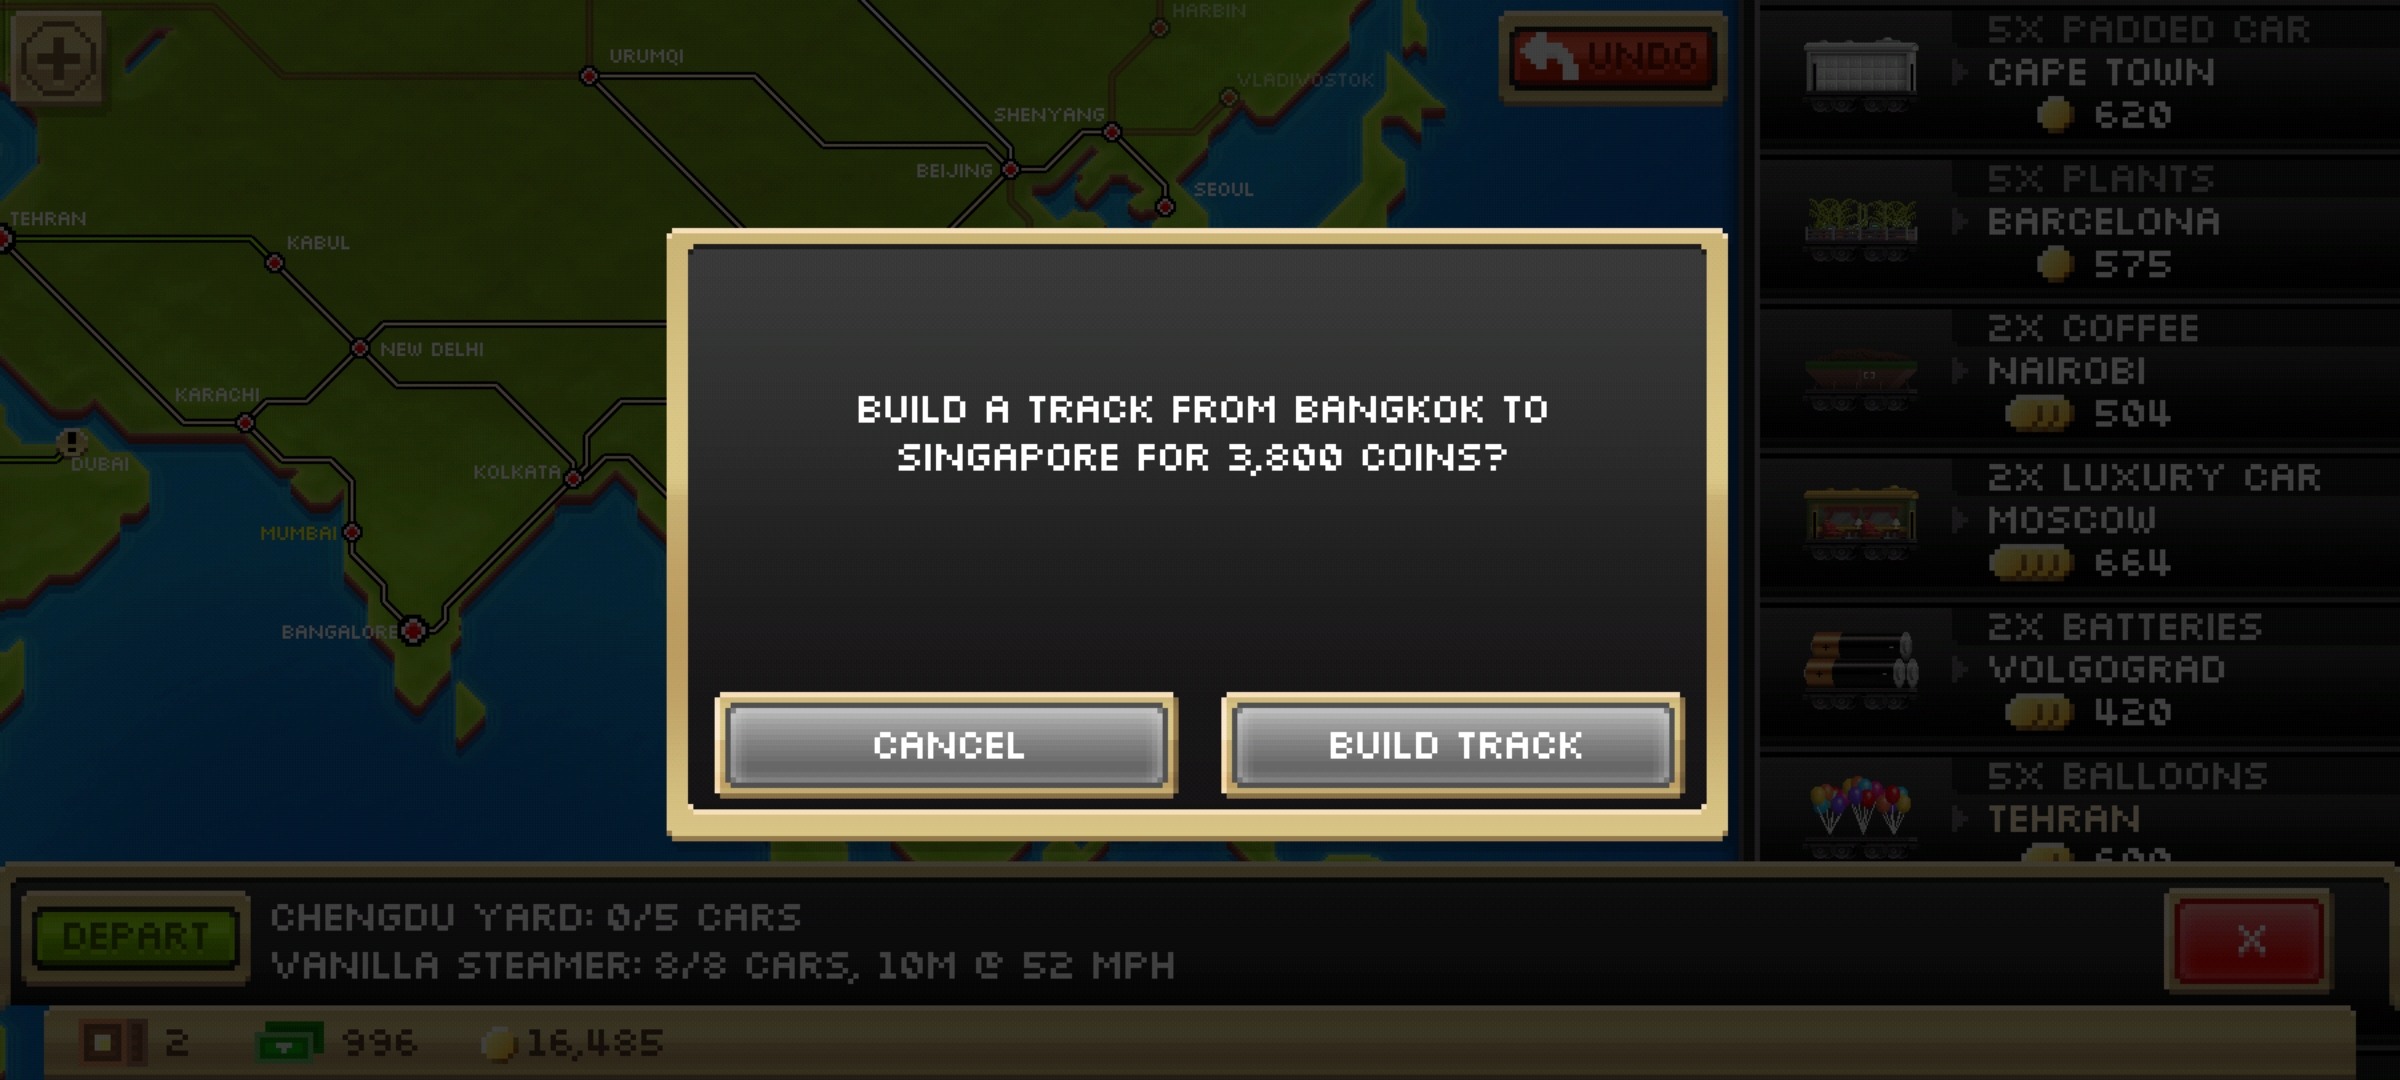 HARBIN
URUMQI
UNDO
VLADIVOSTOK
SHENYANG
BEIJING
SEOUL
TEHRAN
KABUL
NEW DELHI
KARACHI
DUBAI
KOLKATA
MUMBAI
BANGALORE
BUILD A TRACK FROM BANGKOK TO
SINGAPORE FOR 3,800 COINS?
CANCEL
BUILD TRACK
5X PADDED CAR
CAPE TOWN
620
5X PLANTS
BARCELONA
575
2X COFFEE
NAIROBI
504
2X LUXURY CAR
MOSCOW
664
2X BATTERIES
VOLGOGRAD
420
5X BALLOONS
TEHRAN
600
DEPART
CHENGDU YARD: 0/5 CARS
VANILLA STEAMER: 8/8 CARS, 10M @ 52 MPH
X
2
996
16,485